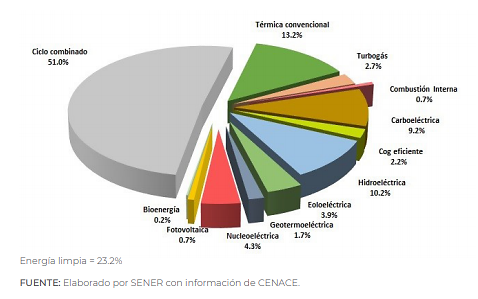 Térmica convencional
13.2%
Ciclo combinado
51.0%
Turbogás
2.7%
Combustión Interna
0.7%
Carboeléctrica
9.2%
Cog eficiente
2.2%
Hidroeléctrica
10.2%
Eoloeléctrica
3.9%
Geotermoeléctrica
1.7%
Nucleoeléctrica
4.3%
Fotovoltaíca
0.7%
Bioenergía
0.2%
Energía limpia = 23.2%
FUENTE: Elaborado por SENER con información de CENACE.